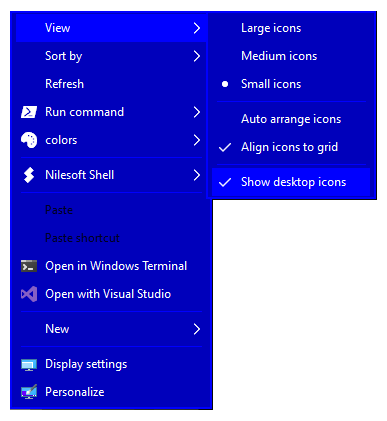 View
Sort by
Refresh
Run command
colors
Nilesoft Shell
Paste
Paste shortcut
Open in Windows Terminal
Open with Visual Studio
New
Display settings
Personalize
Large icons
Medium icons
Small icons
Auto arrange icons
Align icons to grid
Show desktop icons